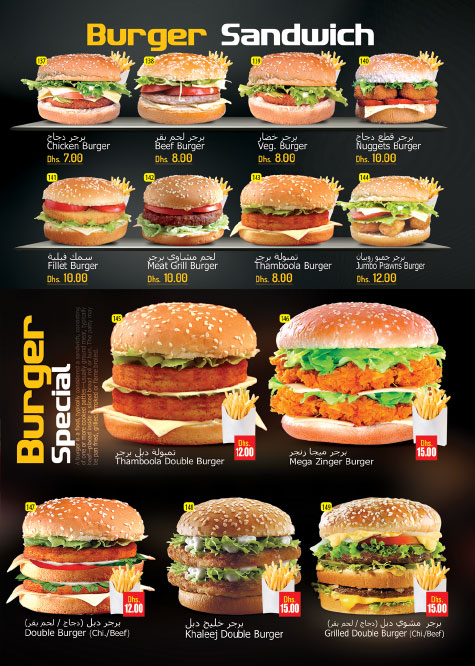 Burger Sandwich
137
138
139
140
برجر دجاج
Chicken Burger
Dhs. 7.00
برجر لحم بقر
Beef Burger
Dhs. 8.00
برجر خضار
Veg. Burger
Dhs. 8.00
برجر قطع دجاج
Nuggets Burger
Dhs. 10.00
141
142
143
144
سمك فيليه
Fillet Burger
Dhs. 10.00
لحم مشاوي برجر
Meat Grill Burger
Dhs. 10.00
تمبولة برجر
Thamboola Burger
Dhs. 8.00
برجر جمبو روبيان
Jumbo Prawns Burger
Dhs. 12.00
Burger
Special
145
Dhs.
12.00
تمبولة دبل برجر
Thamboola Double Burger
146
Dhs.
15.00
برجر ميجا زنجر
Mega Zinger Burger
147
Dhs.
12.00
برجر دبل (دجاج / لحم بقر)
Double Burger (Chi./Beef)
148
Dhs.
15.00
برجر خليج دبل
Khaleej Double Burger
149
Dhs.
15.00
برجر مشوي دبل (دجاج / لحم بقر)
Grilled Double Burger (Chi./Beef)